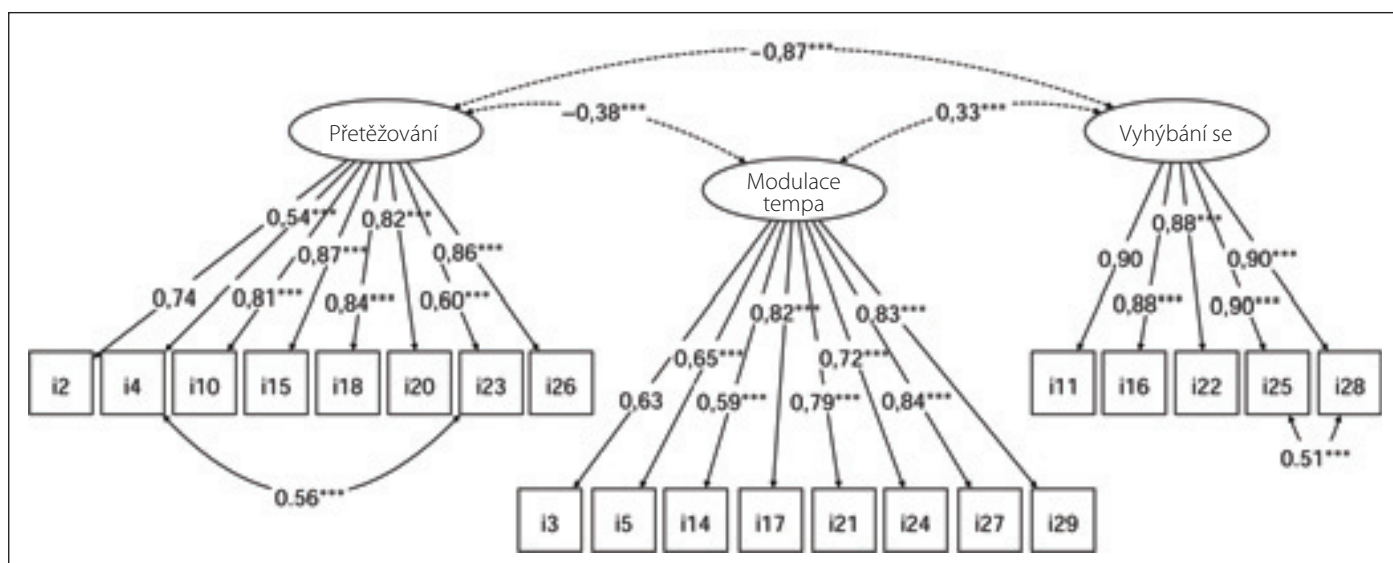 −0,87***
−0,38*** 0,33***
Přetěžování
Vyhýbání se
Modulace
tempa
0,54*** 0,82***
0,87*** 0,86***
0,74 0,81*** 0,84*** 0,60***
0,88***
0,90 0,90***
0,88*** 0,90***
i2 i4 i10 i15 i18 i20 i23 i26
i11 i16 i22 i25 i28
0,82*** 0,83***
0,65*** 0,72***
0,63 0,59*** 0,79*** 0,84***
0.56***
0.51***
i3 i5 i14 i17 i21 i24 i27 i29